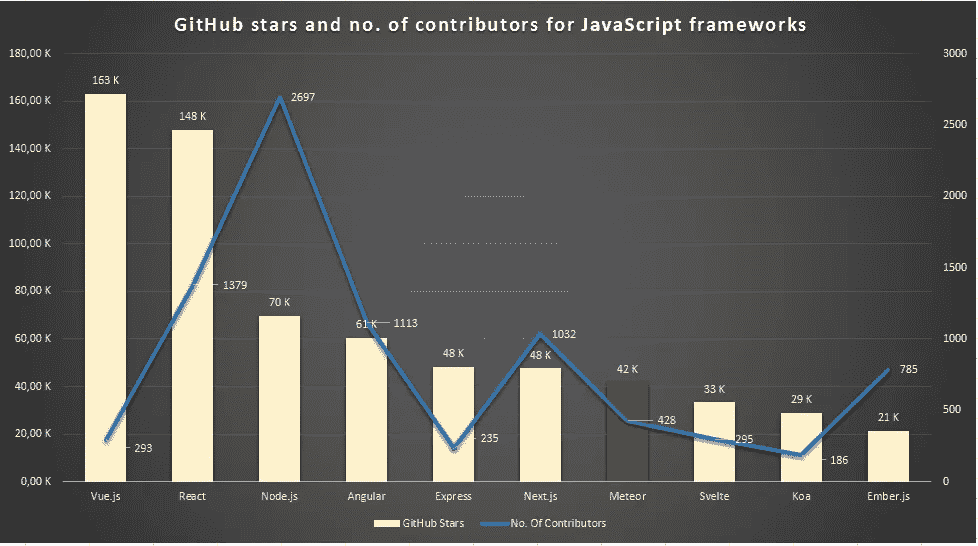 GitHub stars and no. of contributors for JavaScript frameworks
180,00 K
160,00 K
140,00 K
120,00 K
100,00 K
80,00 K
60,00 K
40,00 K
20,00 K
0,00 K
163 K
148 K
70 K
61 K
48 K
48 K
42 K
33 K
29 K
21 K
293
1379
2697
1113
235
1032
428
295
186
785
3000
2500
2000
1500
1000
500
0
Vue.js React Node.js Angular Express Next.js Meteor Svelte Koa Ember.js
GitHub Stars No. Of Contributors